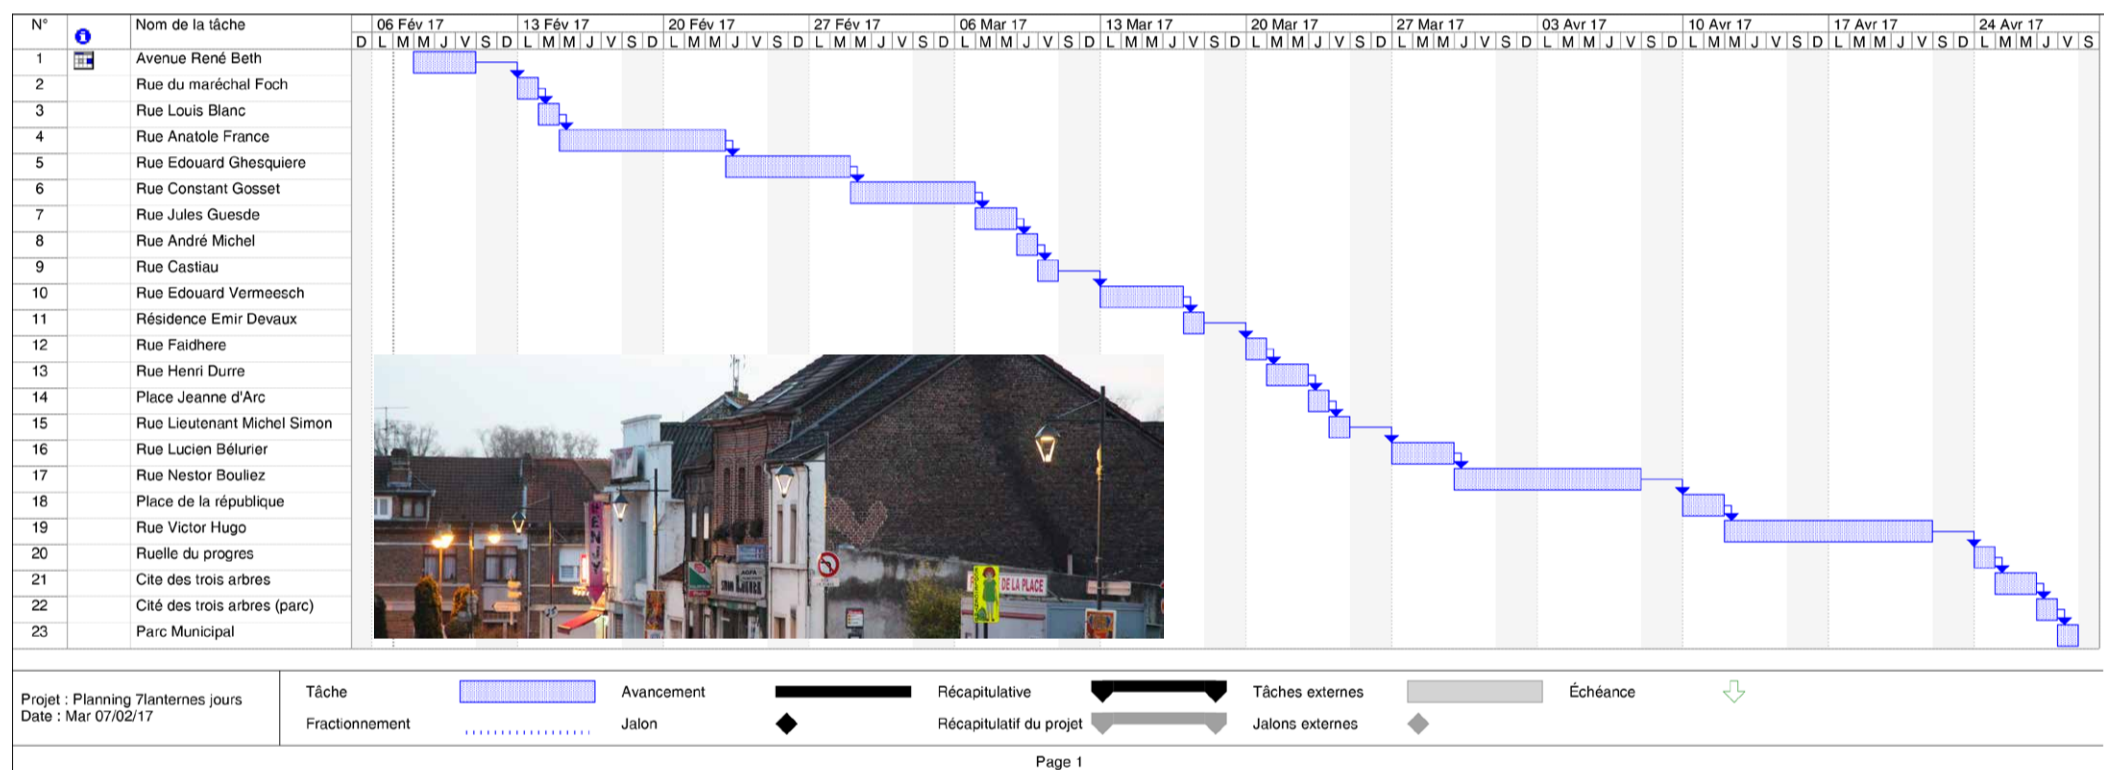 N° Nom de la tâche 06 Fév 17 13 Fév 17 20 Fév 17 27 Fév 17 06 Mar 17 13 Mar 17 20 Mar 17 27 Mar 17 03 Avr 17 10 Avr 17 17 Avr 17 24 Avr 17
D L M M J V S D L M M J V S D L M M J V S D L M M J V S D L M M J V S D L M M J V S D L M M J V S D L M M J V S D L M M J V S D L M M J V S D L M M J V S D L M M J V S
1 Avenue René Beth
2 Rue du maréchal Foch
3 Rue Louis Blanc
4 Rue Anatole France
5 Rue Edouard Ghesquiere
6 Rue Constant Gosset
7 Rue Jules Guesde
8 Rue André Michel
9 Rue Castiau
10 Rue Edouard Vermeesch
11 Résidence Emir Devaux
12 Rue Faidhere
13 Rue Henri Durre
14 Place Jeanne d'Arc
15 Rue Lieutenant Michel Simon
16 Rue Lucien Bélurier
17 Rue Nestor Bouliez
18 Place de la république
19 Rue Victor Hugo
20 Ruelle du progres
21 Cite des trois arbres
22 Cité des trois arbres (parc)
23 Parc Municipal
AGFA
DE LA PLACE
Projet : Planning 7lanternes jours
Date : Mar 07/02/17
Tâche Avancement Récapitulative Tâches externes Échéance
Fractionnement Jalon Récapitulatif du projet Jalons externes
Page 1